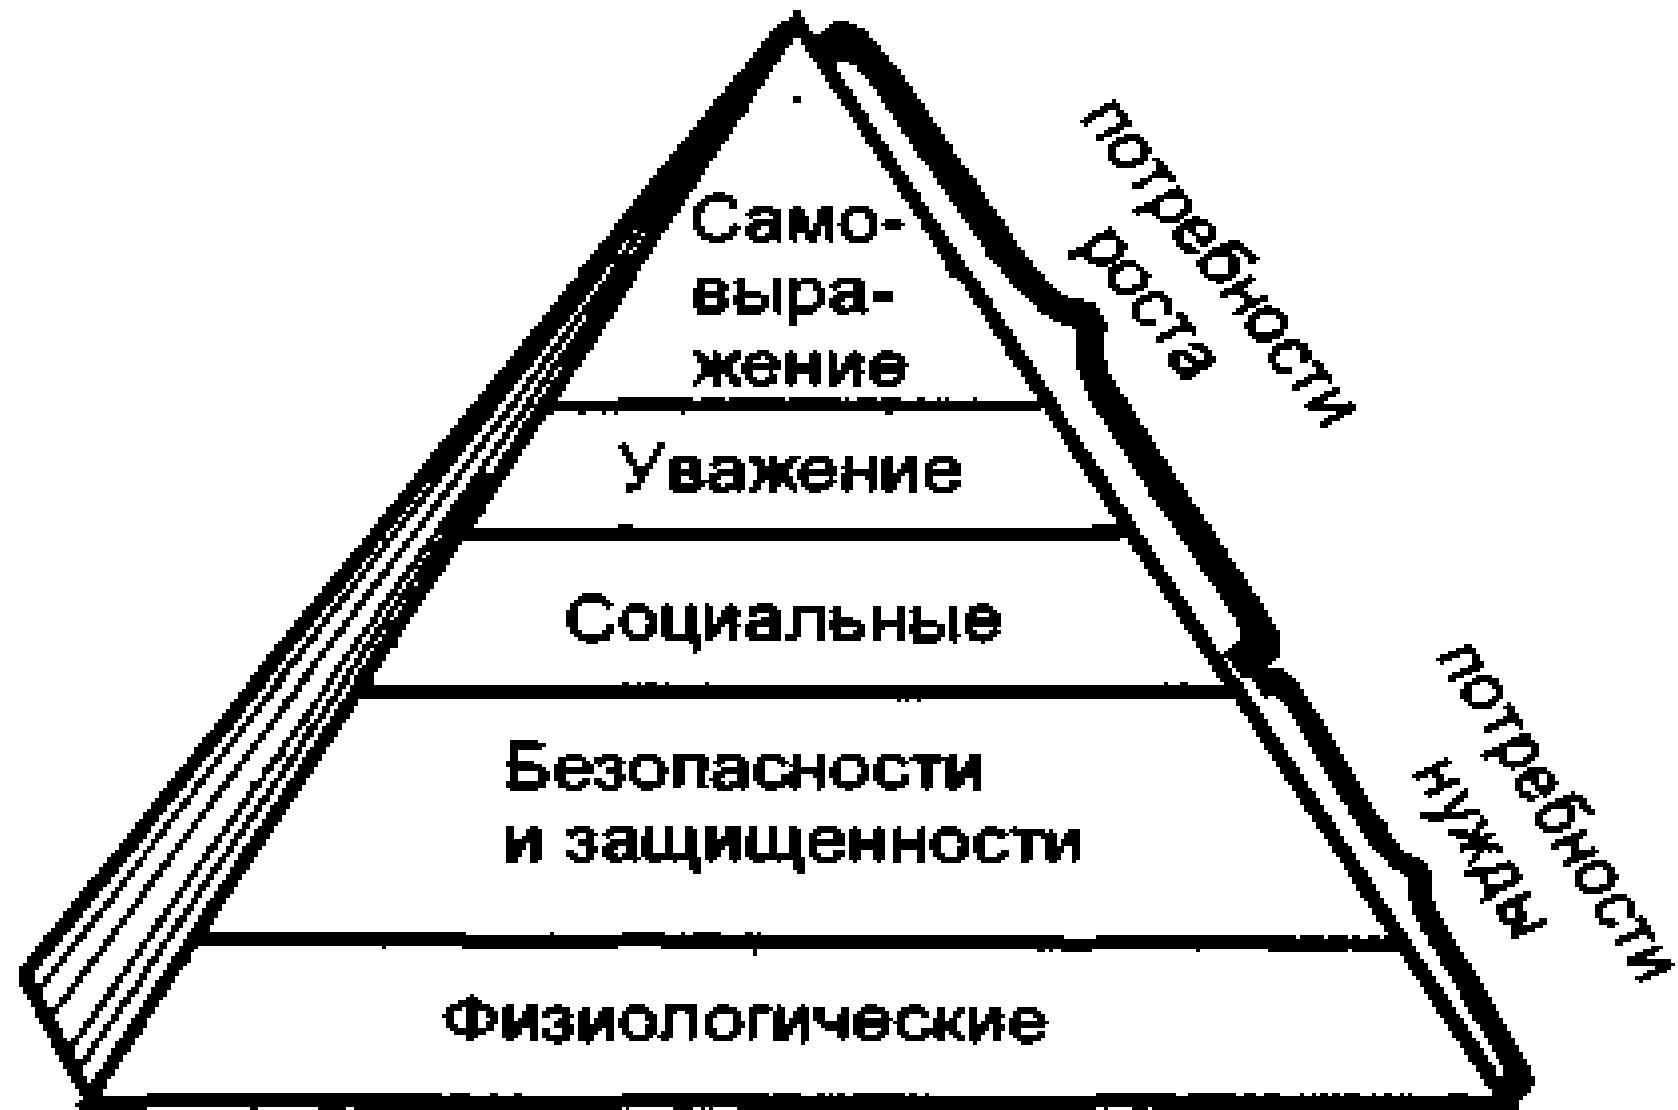 Само-
выра-
жение
Уважение
Социальные
Безопасности
и защищенности
Физиологические
потребности
роста
потребности
нужды